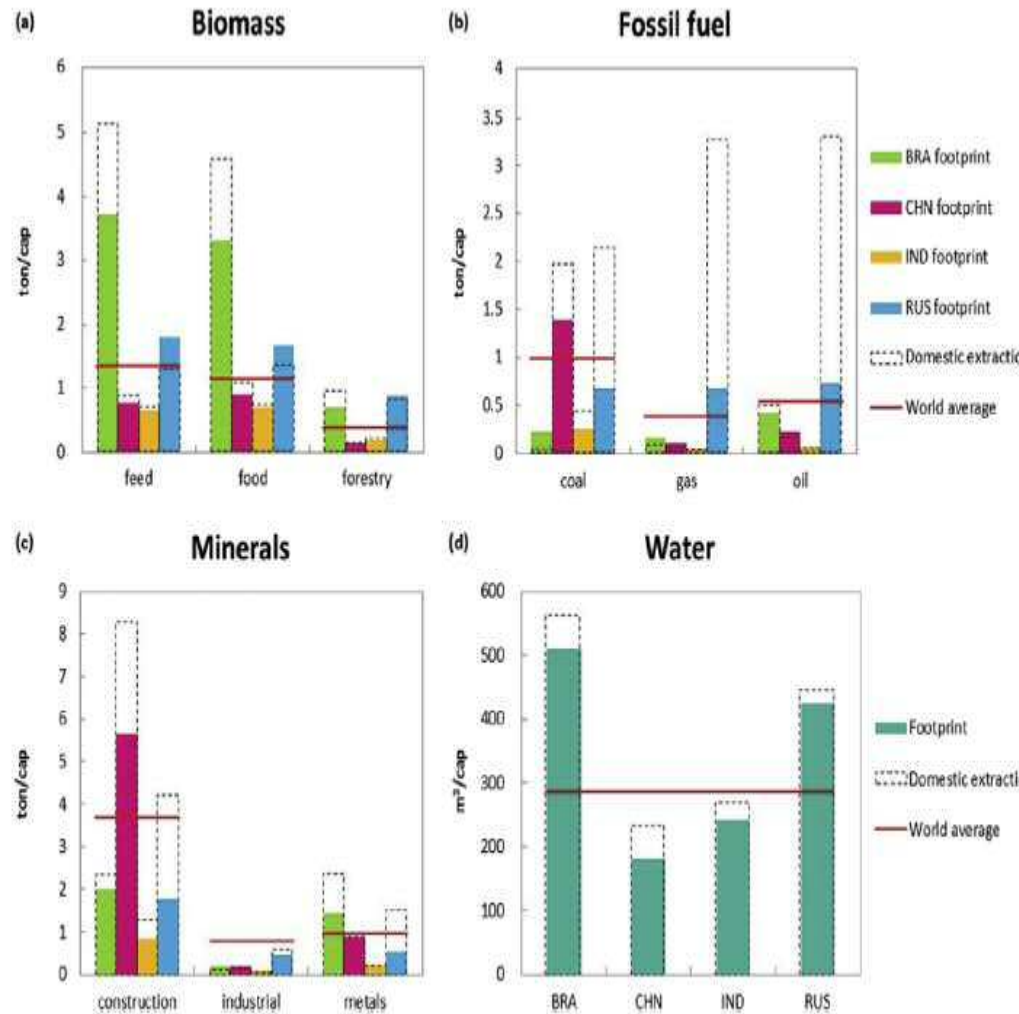 (a) Biomass
ton/cap
6
5
4
3
2
1
0
feed food forestry
(b) Fossil fuel
ton/cap
4
3.5
3
2.5
2
1.5
1
0.5
0
coal gas oil
BRA footprint
CHN footprint
IND footprint
RUS footprint
Domestic extraction
World average
(c) Minerals
ton/cap
9
8
7
6
5
4
3
2
1
0
construction industrial metals
(d) Water
m³/cap
600
500
400
300
200
100
0
BRA CHN IND RUS
Footprint
Domestic extracti
World average